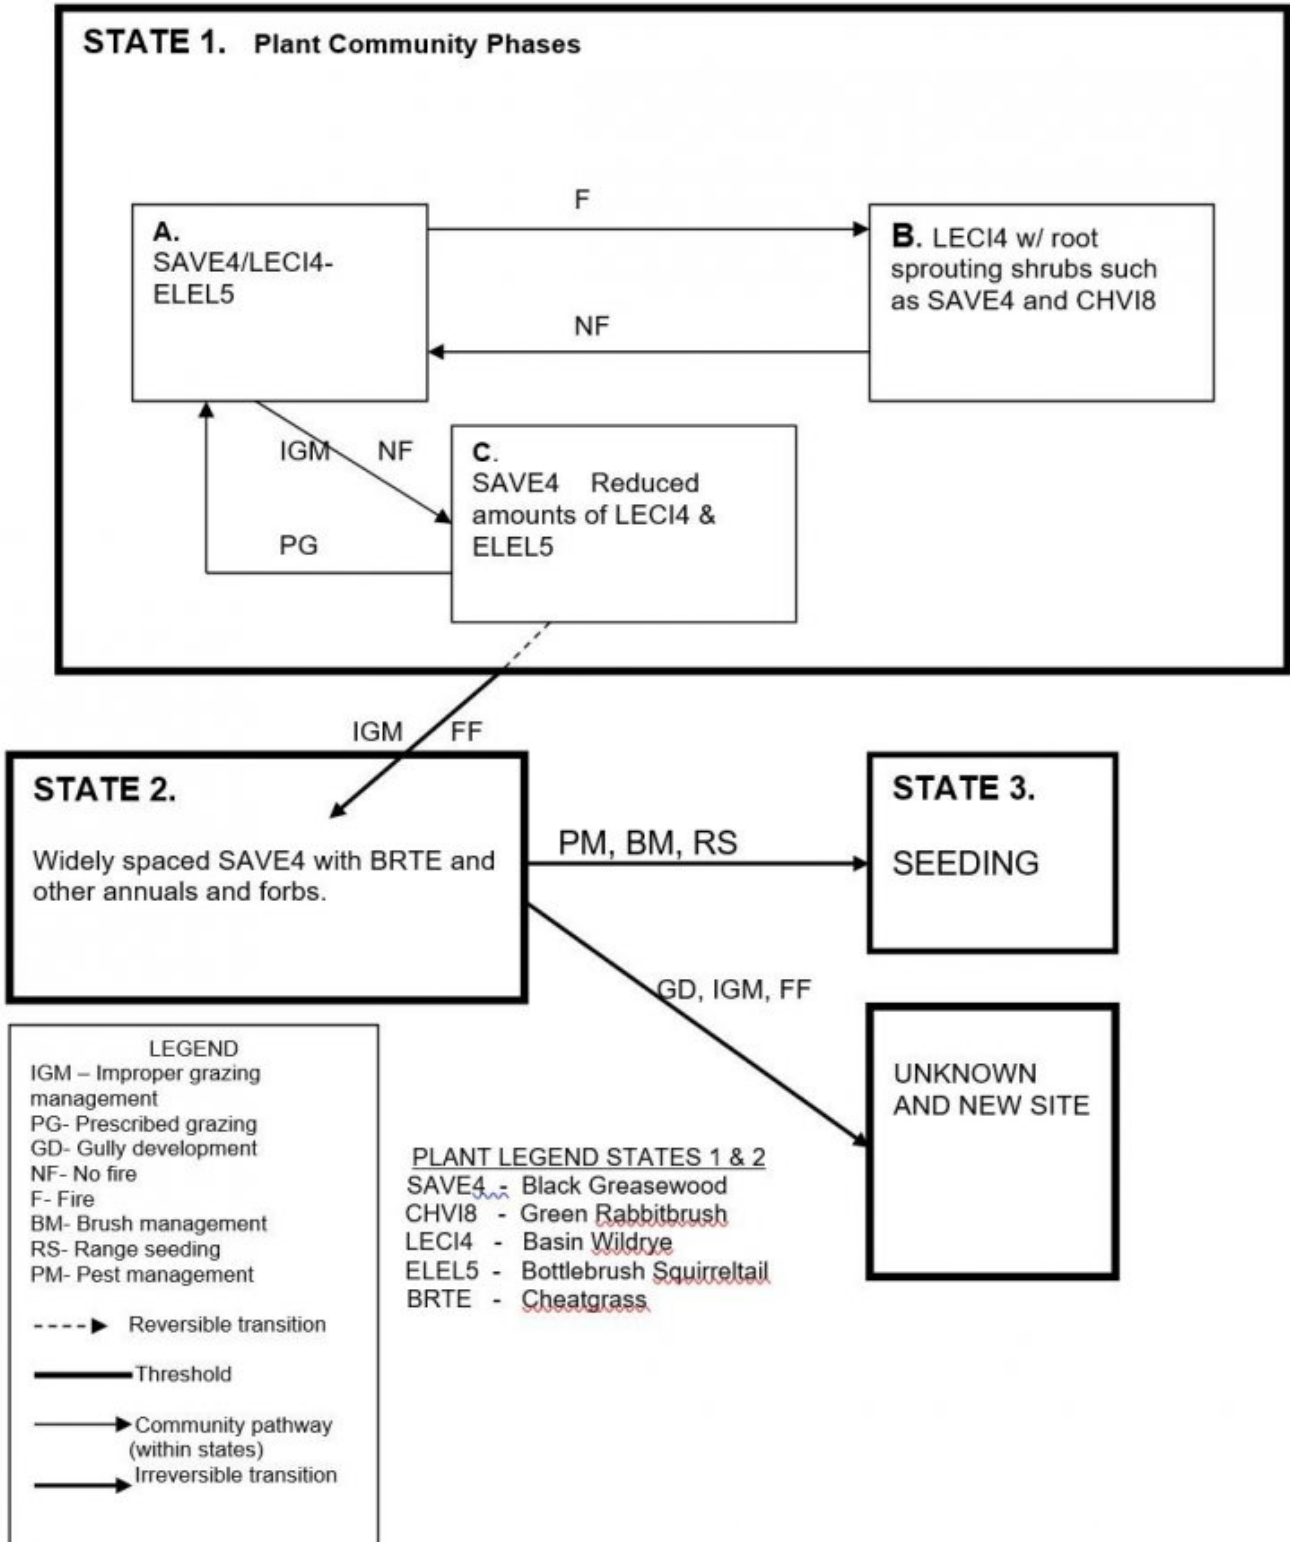 STATE 1. Plant Community Phases
F
A.
SAVE4/LECI4-
ELEL5
B. LECI4 w/ root
sprouting shrubs such
as SAVE4 and CHVI8
NF
IGM NF
C.
SAVE4 Reduced
amounts of LECI4 &
ELEL5
PG
IGM FF
STATE 2.
Widely spaced SAVE4 with BRTE and
other annuals and forbs.
PM, BM, RS
STATE 3.
SEEDING
GD, IGM, FF
UNKNOWN
AND NEW SITE
LEGEND
IGM – Improper grazing
management
PG- Prescribed grazing
GD- Gully development
NF- No fire
F- Fire
BM- Brush management
RS- Range seeding
PM- Pest management
Reversible transition
Threshold
Community pathway
(within states)
Irreversible transition
PLANT LEGEND STATES 1 & 2
SAVE4 - Black Greasewood
CHVI8 - Green Rabbitbrush
LECI4 - Basin Wildrye
ELEL5 - Bottlebrush Squirreltail
BRTE - Cheatgrass